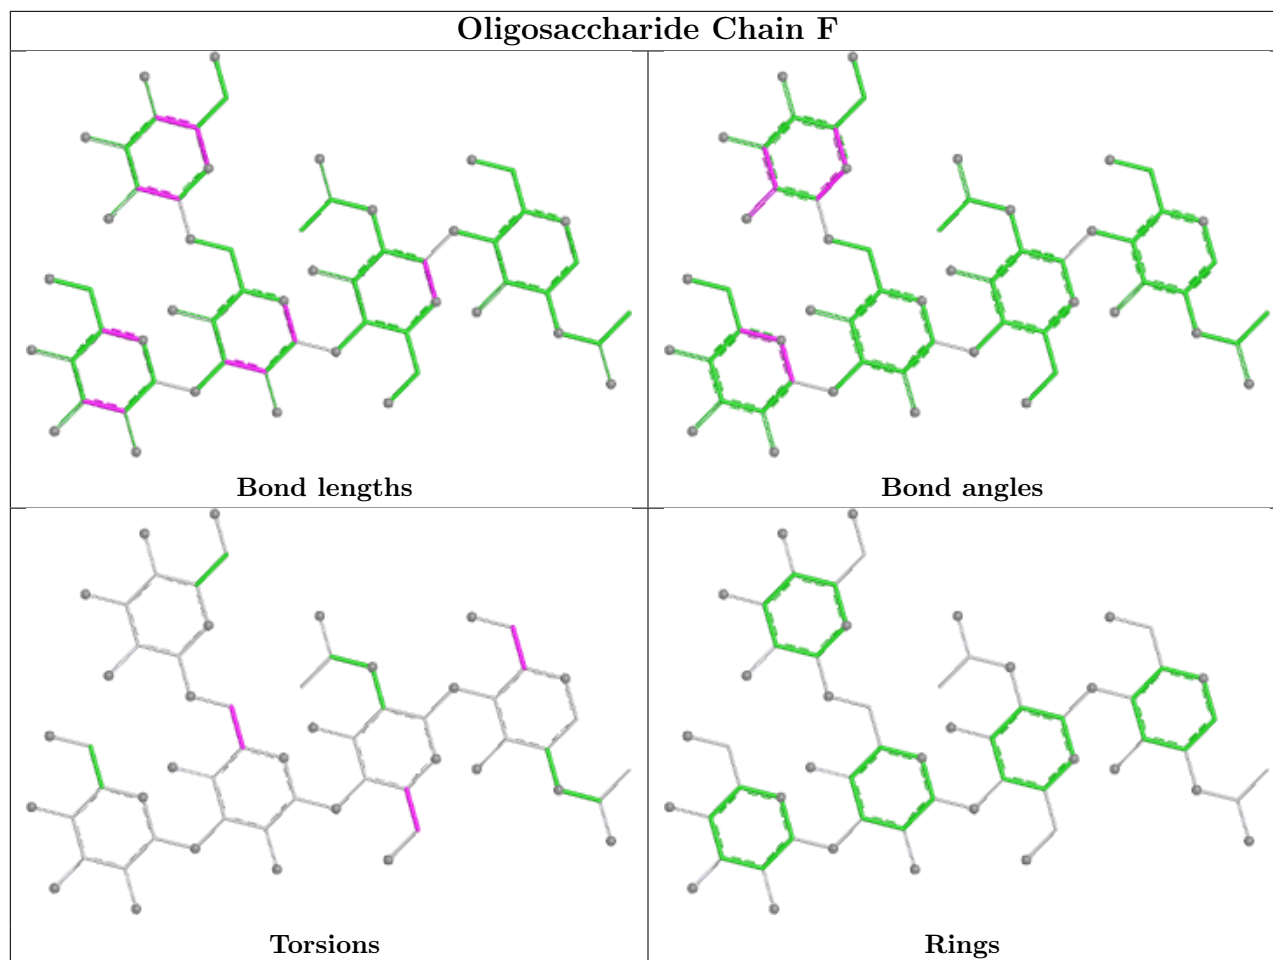 Oligosaccharide Chain F
Bond lengths
Bond angles
Torsions
Rings